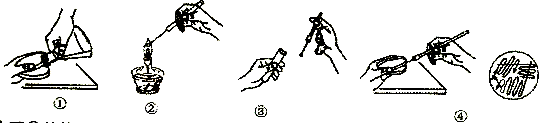 ① ② ③ ④